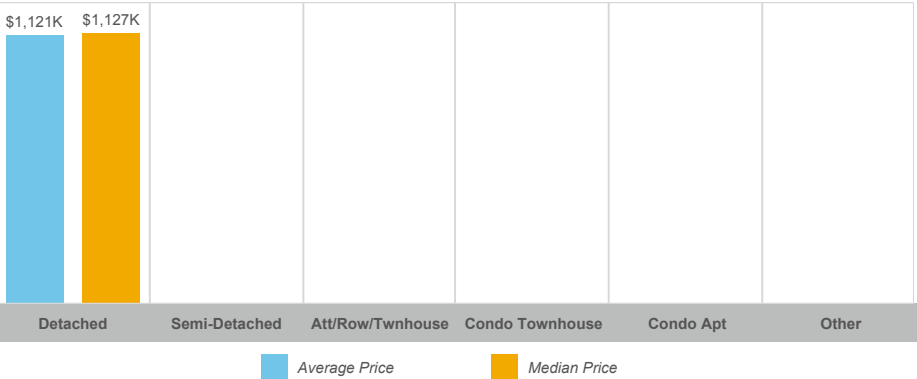 $1,121K $1,127K
Detached Semi-Detached Att/Row/Twnhouse Condo Townhouse Condo Apt Other
Average Price Median Price